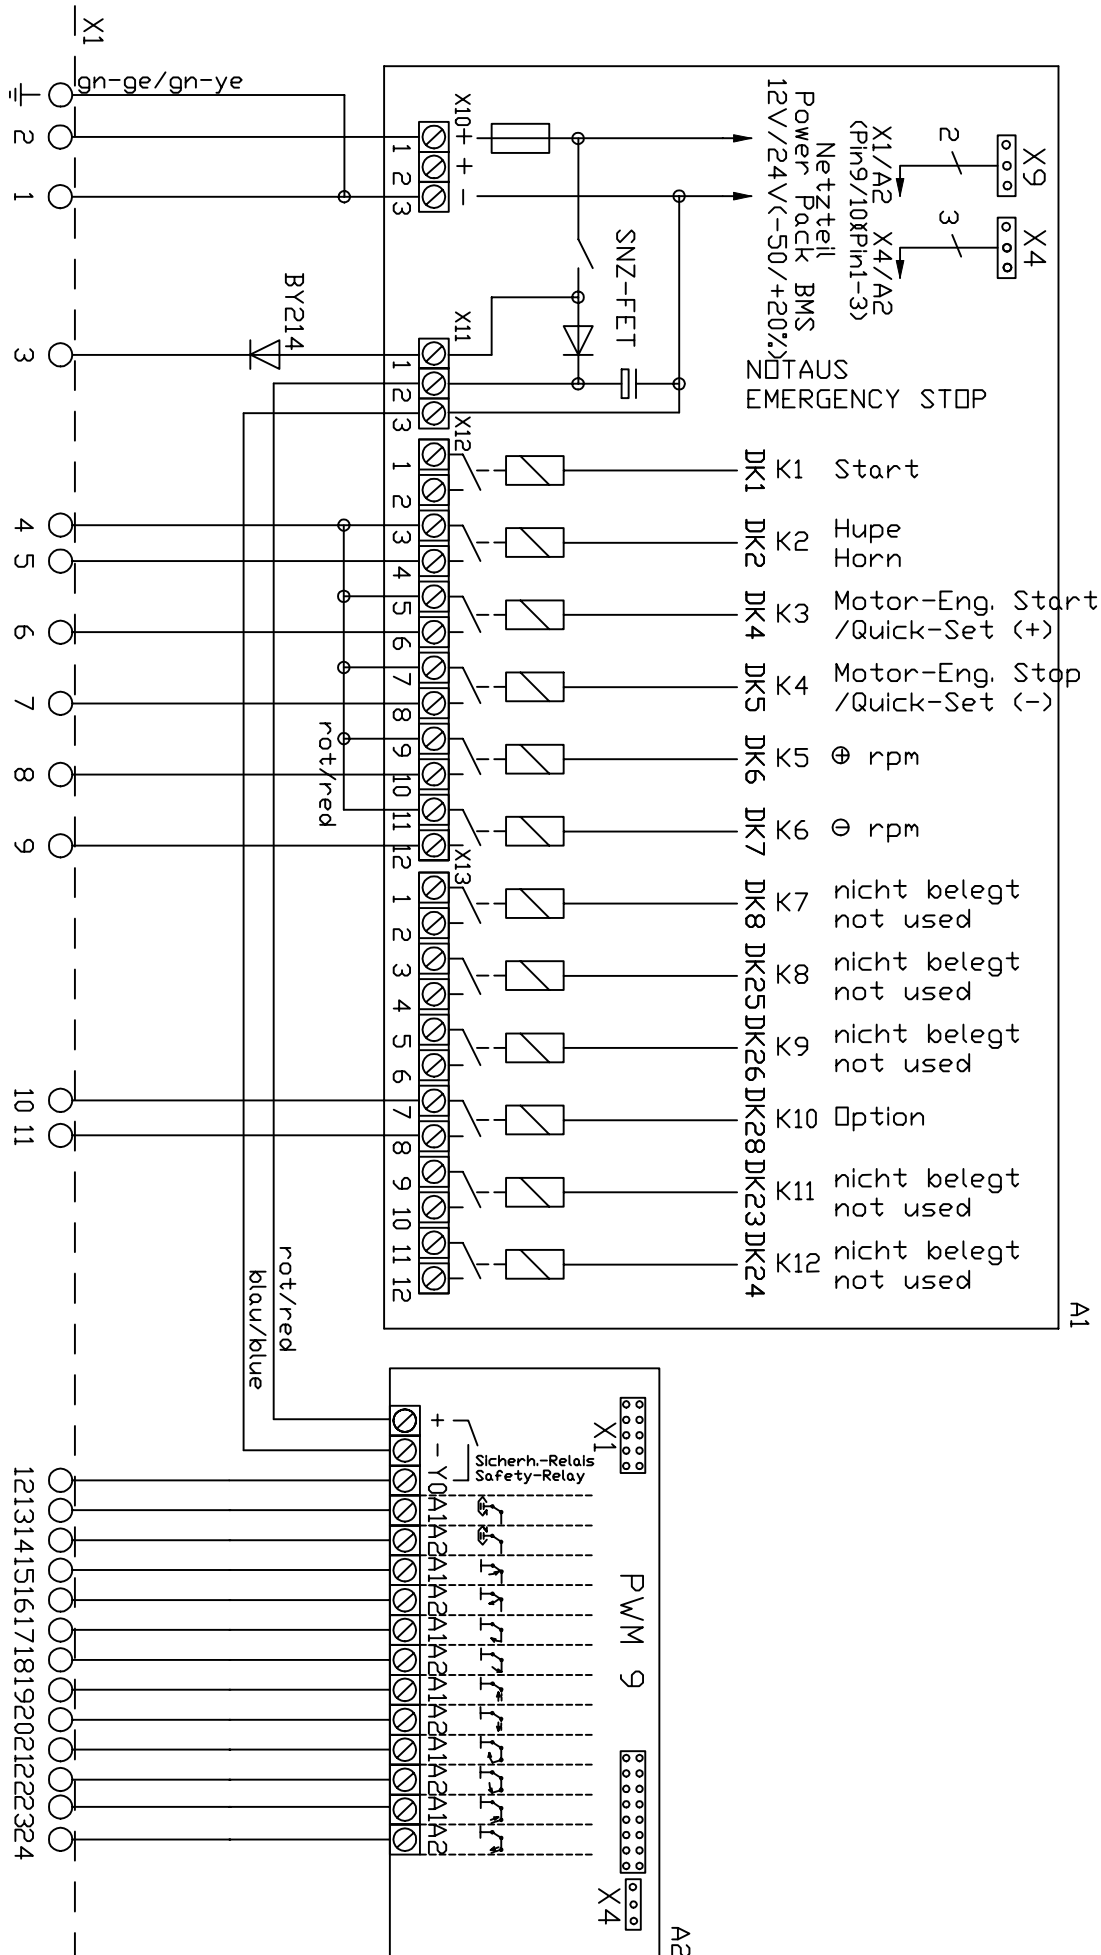 X1
gn-ge/gn-ye
2
1
3
4
5
6
7
8
9
10
11
12
13
14
15
16
17
18
19
20
21
22
23
24
X9
X4
2
3
X1/A2
(Pin9/10)
X4/A2
(Pin1-3)
Netzteil
Power Pack BMS
12V//24V(-50/+20%)
X10
+
+
-
1
2
3
SNZ-FET
BY214
X11
1
2
3
NOTAUS
EMERGENCY STOP
X12
1
2
3
4
5
6
7
8
9
10
11
12
rot/red
DK1 K1 Start
DK2 K2 Hupe
Horn
DK4 K3 Motor-Eng. Start
/Quick-Set (+)
DK5 K4 Motor-Eng. Stop
/Quick-Set (-)
DK6 K5 ⊕ rpm
DK7 K6 ⊖ rpm
X13
1
2
3
4
5
6
7
8
9
10
11
12
DK8 K7 nicht belegt
not used
DK25 K8 nicht belegt
not used
DK26 K9 nicht belegt
not used
DK28 K10 Option
DK23 K11 nicht belegt
not used
DK24 K12 nicht belegt
not used
A1
rot/red
blau/blue
+
-
Y0
A1
A2
A1
A2
A1
A2
A1
A2
A1
A2
A1
A2
Sicherh.-Relais
Safety-Relay
X1
PWM 9
X4
A2